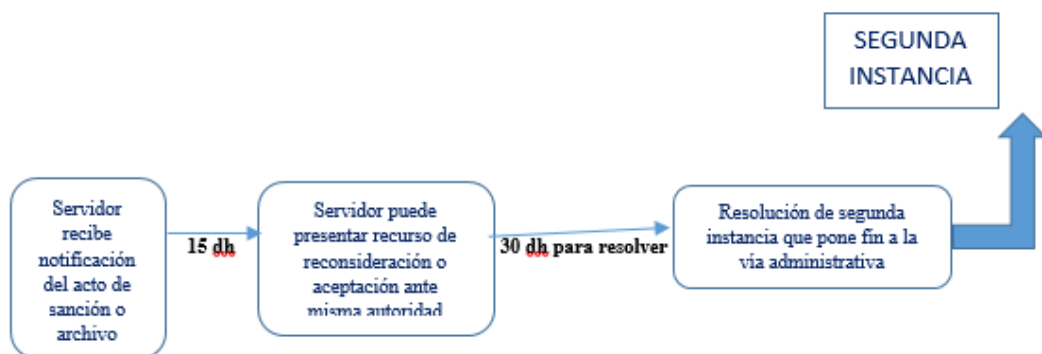 SEGUNDA
INSTANCIA
Servidor
recibe
notificación
del acto de
sanción o
archivo
15 dh
Servidor puede
presentar recurso de
reconsideración o
aceptación ante
misma autoridad
30 dh para resolver
Resolución de segunda
instancia que pone fín a la
vía administrativa